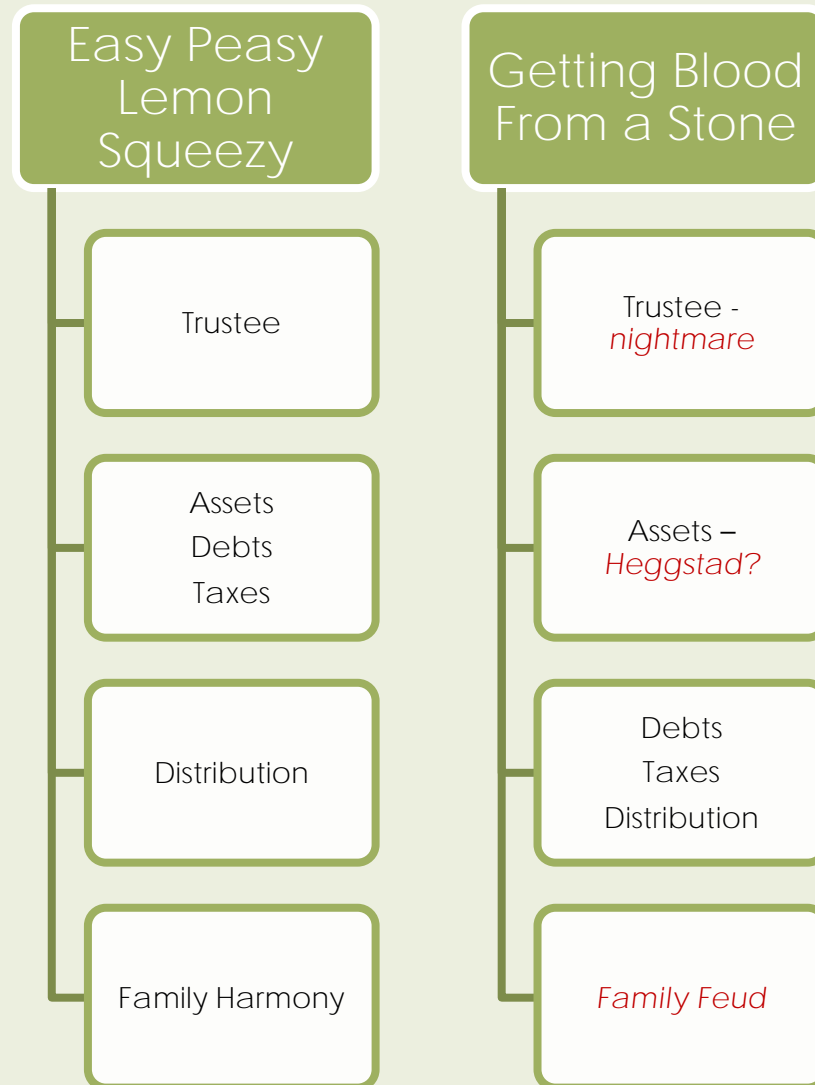 Easy Peasy
Lemon
Squeezy
Trustee
Assets
Debts
Taxes
Distribution
Family Harmony
Getting Blood
From a Stone
Trustee -
nightmare
Assets –
Heggstad?
Debts
Taxes
Distribution
Family Feud